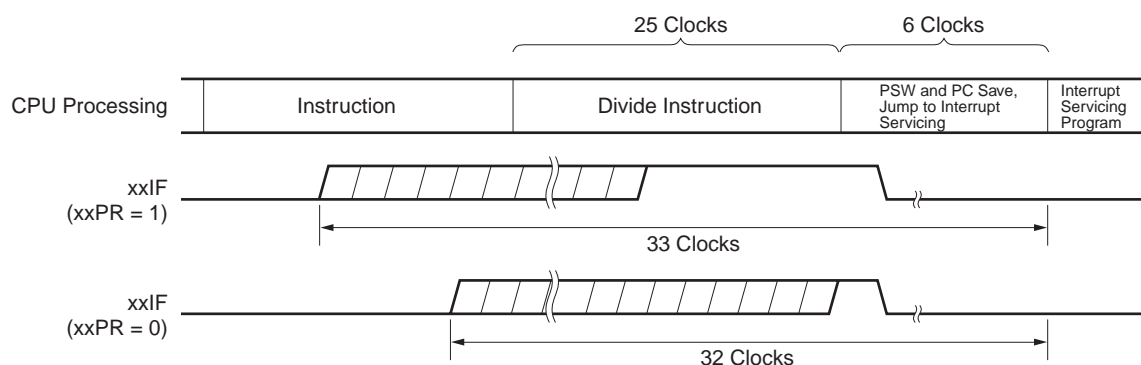 25 Clocks
6 Clocks
CPU Processing
Instruction
Divide Instruction
PSW and PC Save,
Jump to Interrupt
Servicing
Interrupt
Servicing
Program
xxIF
(xxPR = 1)
33 Clocks
xxIF
(xxPR = 0)
32 Clocks